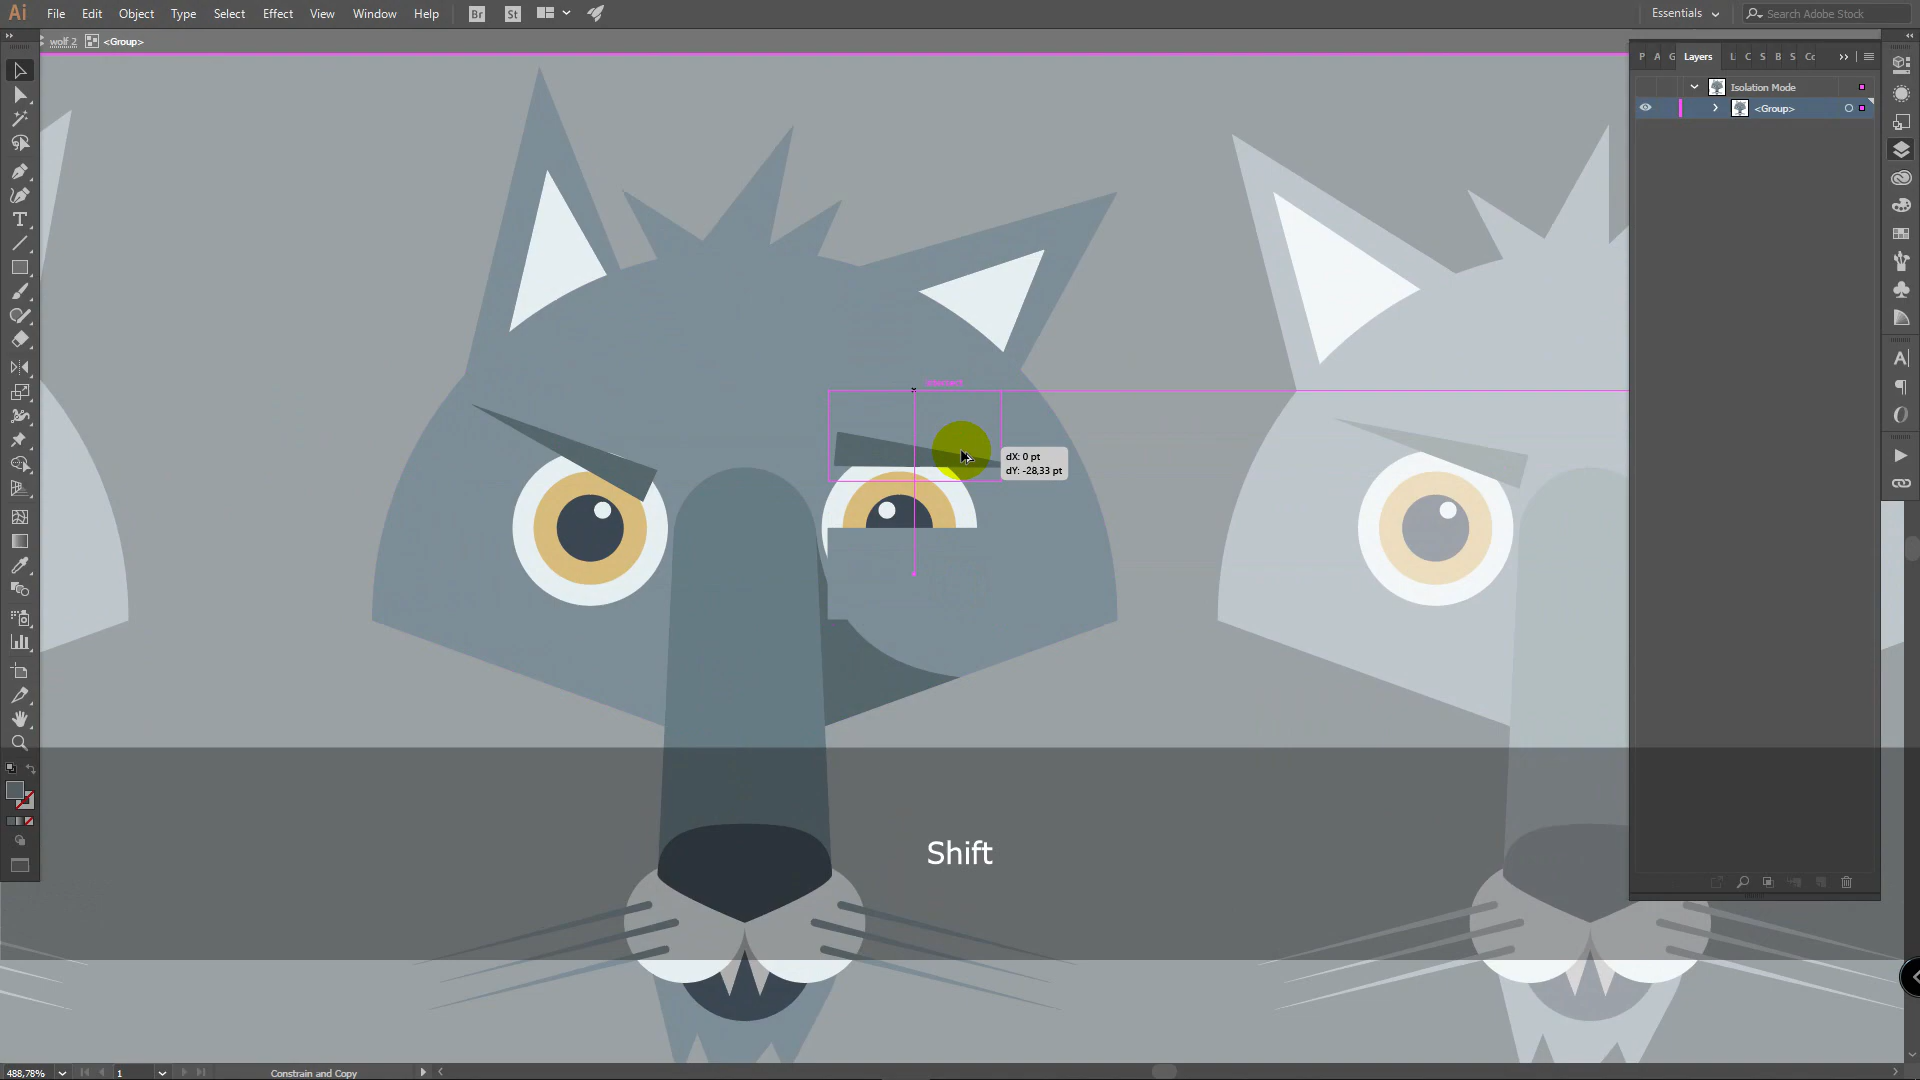 Ai File Edit Object Type Select Effect View Window Help Br St Essentials Search Adobe Stock
wolf 2 <Group>
P A G Layers L C S B S Cc
Isolation Mode
<Group>
dX: 0 pt
dY: -28,33 pt
Shift
488,78% 1 Constrain and Copy